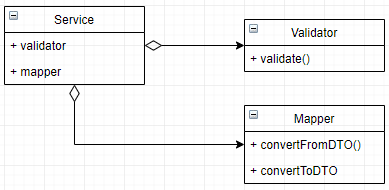 Service
+ validator
+ mapper
Validator
+ validate()
Mapper
+ convertFromDTO()
+ convertToDTO